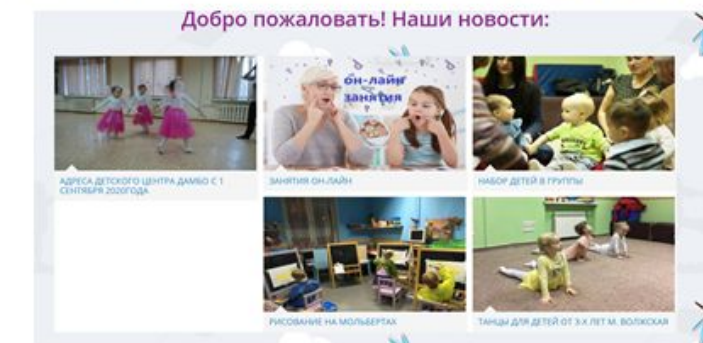 Добро пожаловать! Наши новости:
он-лайн
занятия
АДРЕСА ДЕТСКОГО ЦЕНТРА ДАМБО С 1
СЕНТЯБРЯ 2020ГОДА
ЗАНЯТИЯ ОН-ЛАЙН
НАБОР ДЕТЕЙ В ГРУППЫ
РИСОВАНИЕ НА МОЛЬБЕРТАХ
ТАНЦЫ ДЛЯ ДЕТЕЙ ОТ 3-Х ЛЕТ М. ВОЛЖСКАЯ